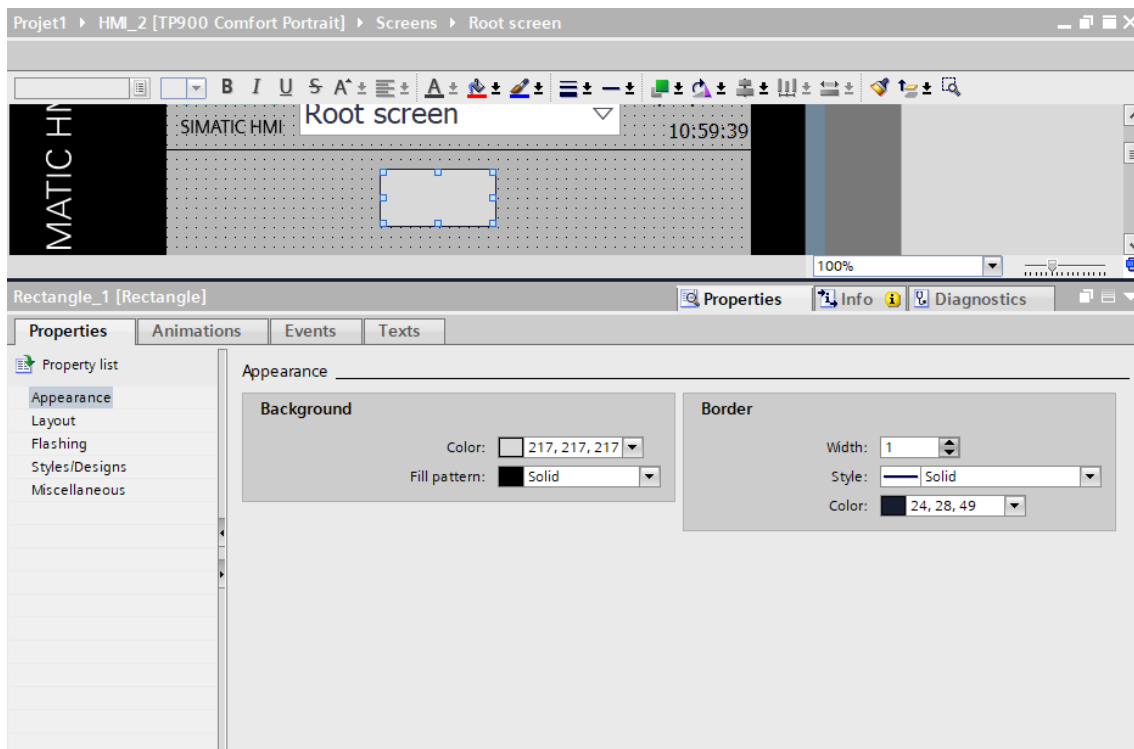 Projet1 HMI_2 [TP900 Comfort Portrait] Screens Root screen
B I U S A A
MATIC HM
SIMATIC HMI Root screen 10:59:39
100%
Rectangle_1 [Rectangle] Properties Info Diagnostics
Properties Animations Events Texts
Property list
Appearance
Layout
Flashing
Styles/Designs
Miscellaneous
Appearance
Background
Color: 217, 217, 217
Fill pattern: Solid
Border
Width: 1
Style: Solid
Color: 24, 28, 49